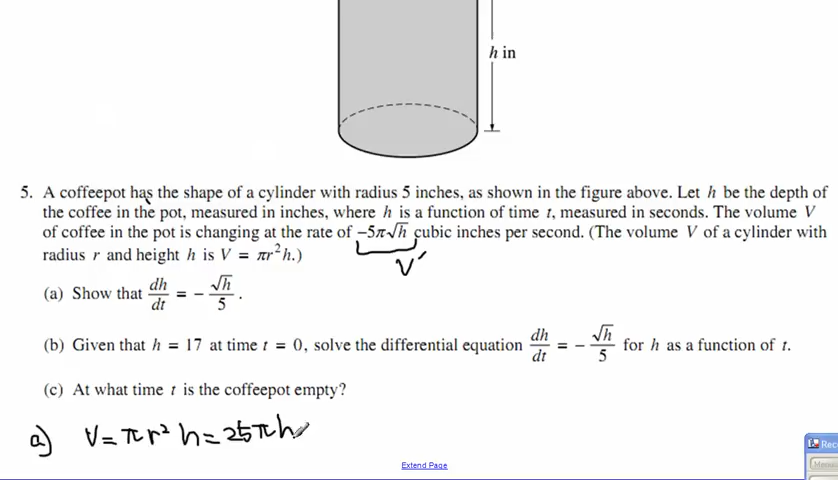 h in
5. A coffeepot has the shape of a cylinder with radius 5 inches, as shown in the figure above. Let h be the depth of
the coffee in the pot, measured in inches, where h is a function of time t, measured in seconds. The volume V
of coffee in the pot is changing at the rate of −5π√h cubic inches per second. (The volume V of a cylinder with
radius r and height h is V = πr²h.)
V'
(a) Show that dh/dt = −√h/5.
(b) Given that h = 17 at time t = 0, solve the differential equation dh/dt = −√h/5 for h as a function of t.
(c) At what time t is the coffeepot empty?
a) V = πr² h = 25πh
Extend Page